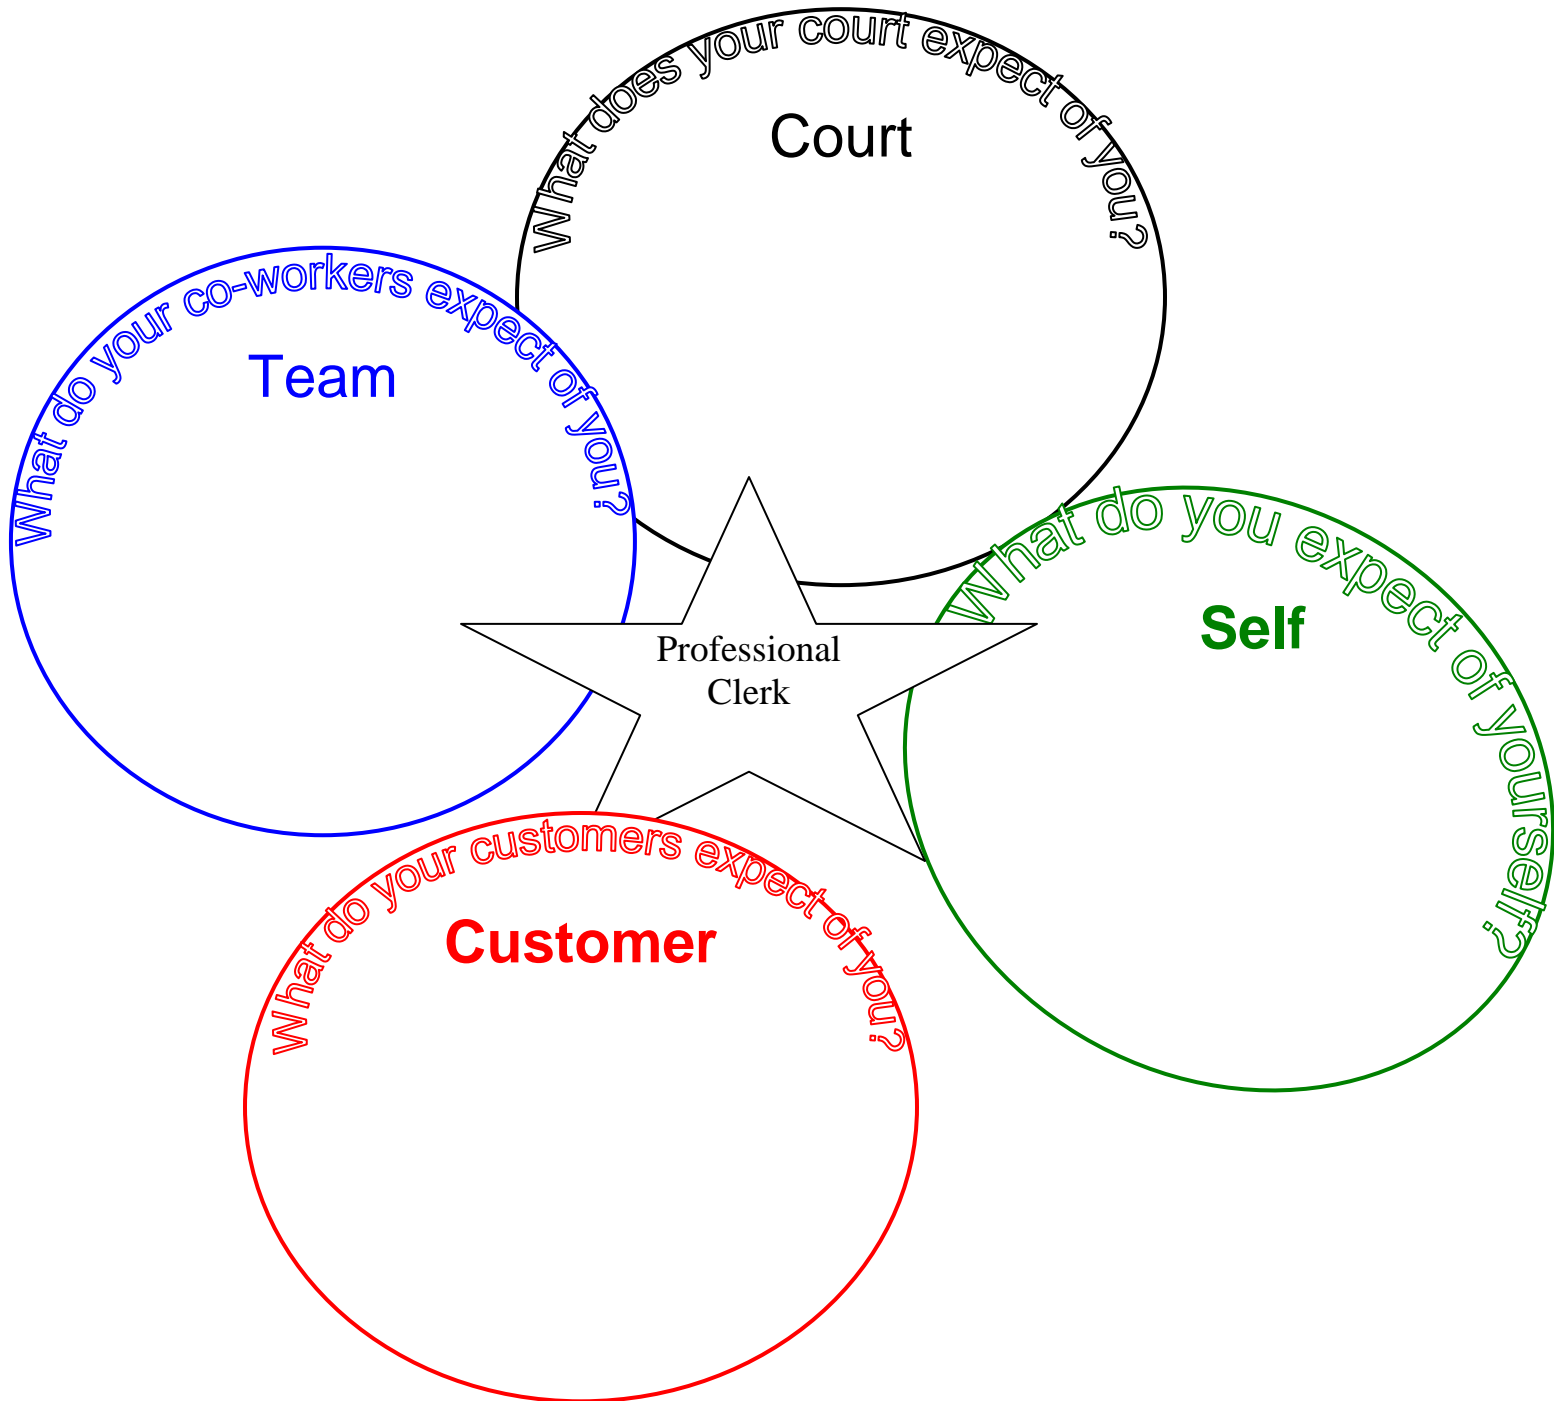 What does your court expect of you?
Court
What do your co-workers expect of you?
Team
What do you expect of yourself?
Self
Professional
Clerk
What do your customers expect of you?
Customer